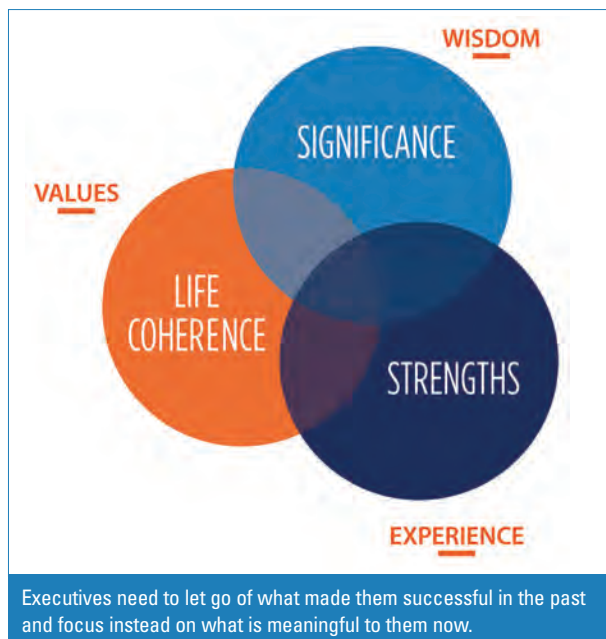 WISDOM
SIGNIFICANCE
VALUES
LIFE
COHERENCE
STRENGTHS
EXPERIENCE
Executives need to let go of what made them successful in the past
and focus instead on what is meaningful to them now.